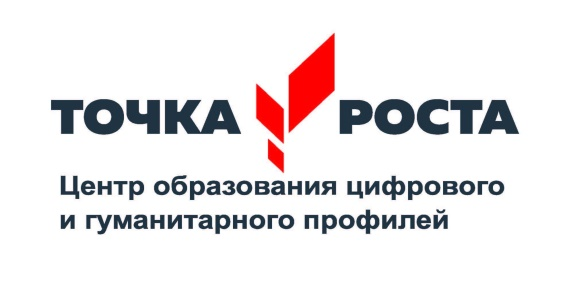 ТОЧКА РОСТА
Центр образования цифрового
и гуманитарного профилей